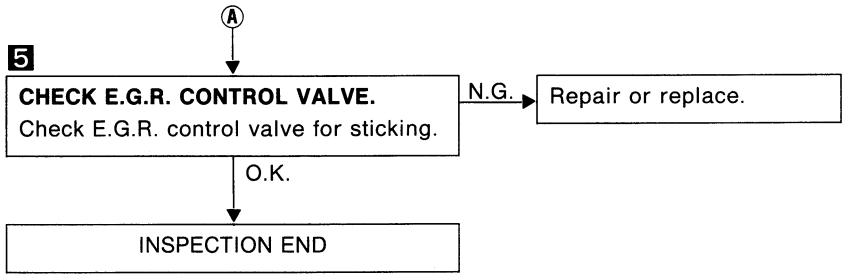 A
5
CHECK E.G.R. CONTROL VALVE.
Check E.G.R. control valve for sticking.
N.G.
Repair or replace.
O.K.
INSPECTION END